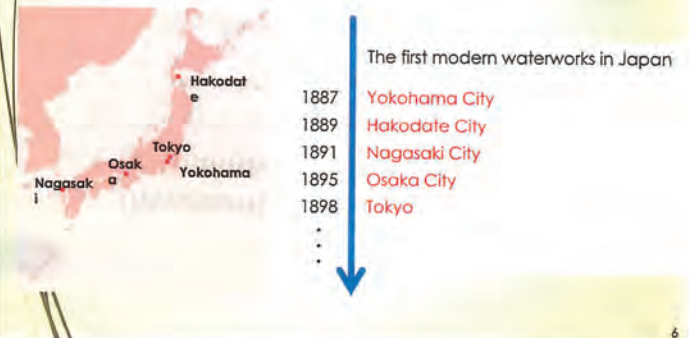 Hakodat
e
Tokyo
Osak
a
Yokohama
Nagasak
i
The first modern waterworks in Japan
1887 Yokohama City
1889 Hakodate City
1891 Nagasaki City
1895 Osaka City
1898 Tokyo
6